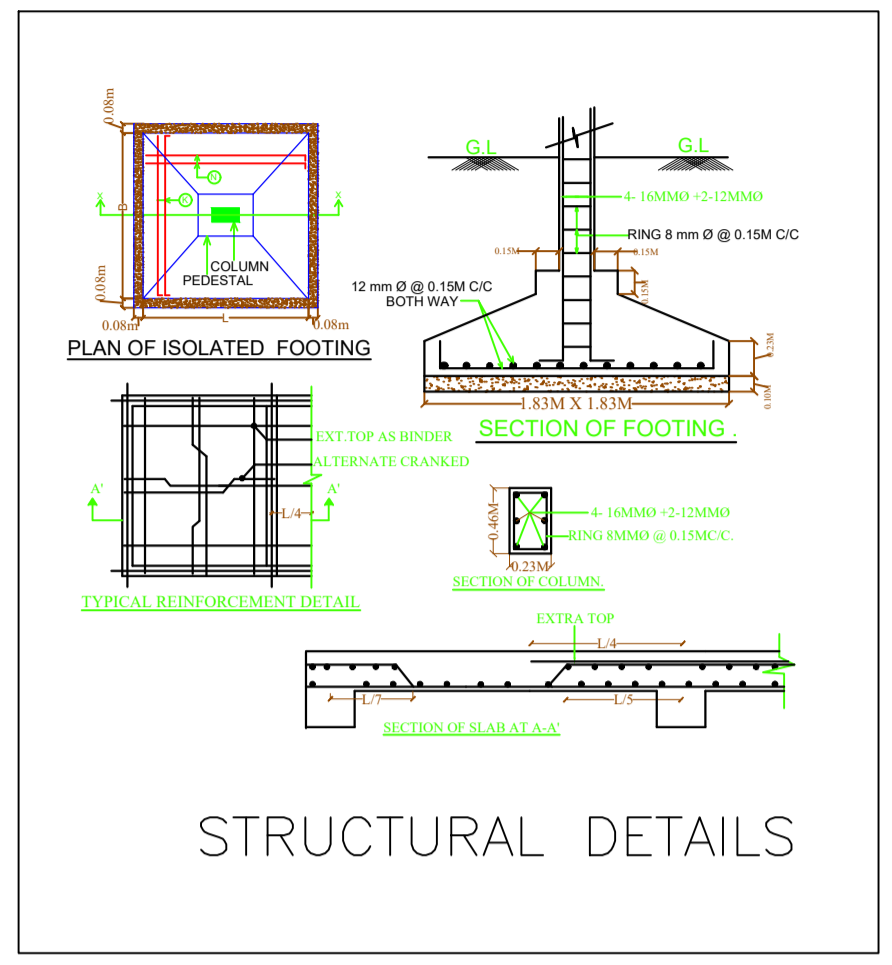 0.08m
B
0.08m
N
K
x
x
COLUMN
PEDESTAL
0.08m
L
0.08m
PLAN OF ISOLATED FOOTING
G.L
G.L
4- 16MMØ +2-12MMØ
RING 8 mm Ø @ 0.15M C/C
0.15M
0.15M
0.15M
12 mm Ø @ 0.15M C/C
BOTH WAY
0.23M
0.10M
1.83M X 1.83M
SECTION OF FOOTING .
EXT.TOP AS BINDER
ALTERNATE CRANKED
A'
A'
L/4
TYPICAL REINFORCEMENT DETAIL
0.46M
4- 16MMØ +2-12MMØ
RING 8MMØ @ 0.15MC/C.
0.23M
SECTION OF COLUMN.
EXTRA TOP
L/4
L/7
L/5
SECTION OF SLAB AT A-A'
STRUCTURAL DETAILS